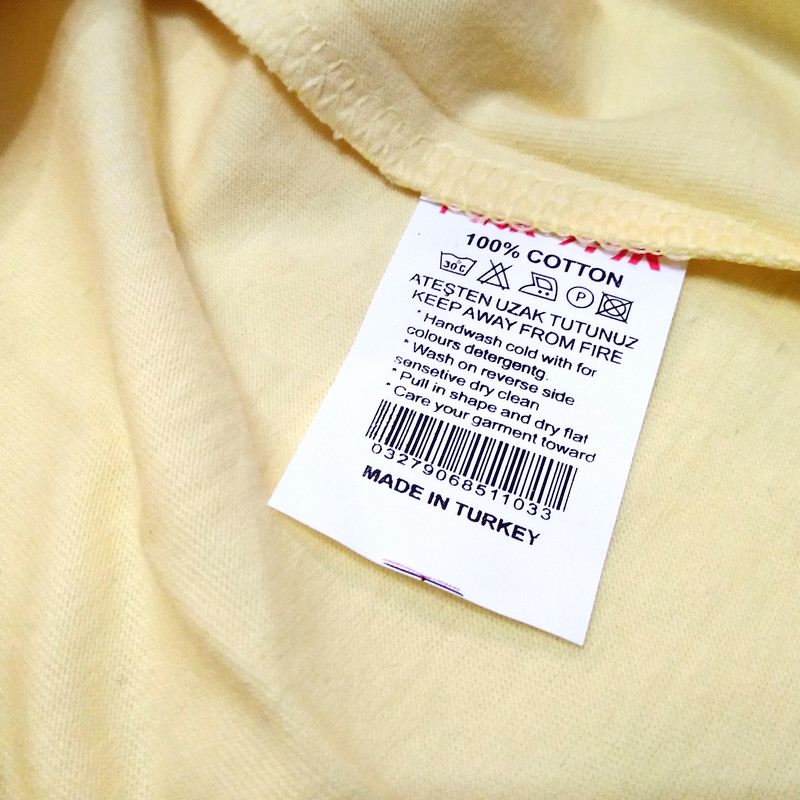 100% COTTON
30°C P
ATEŞTEN UZAK TUTUNUZ
KEEP AWAY FROM FIRE
* Handwash cold with for
colours detergentg.
* Wash on reverse side
sensetive dry clean
* Pull in shape and dry flat
* Care your garment toward
03279068511033
MADE IN TURKEY